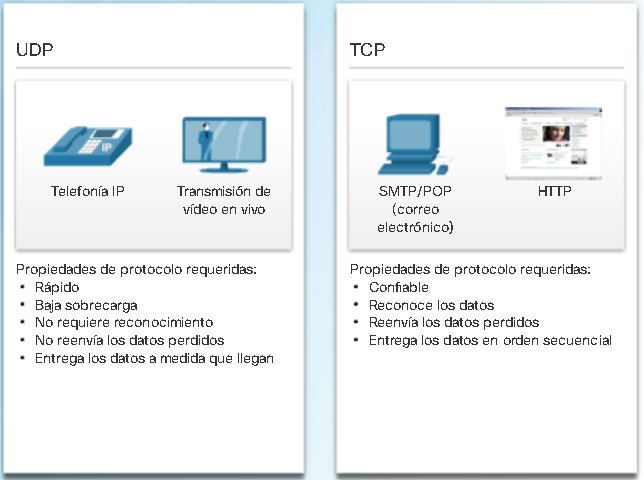 UDP
IP
Telefonía IP
Transmisión de
vídeo en vivo
Propiedades de protocolo requeridas:
• Rápido
• Baja sobrecarga
• No requiere reconocimiento
• No reenvía los datos perdidos
• Entrega los datos a medida que llegan
TCP
SMTP/POP
(correo
electrónico)
HTTP
Propiedades de protocolo requeridas:
• Confiable
• Reconoce los datos
• Reenvía los datos perdidos
• Entrega los datos en orden secuencial